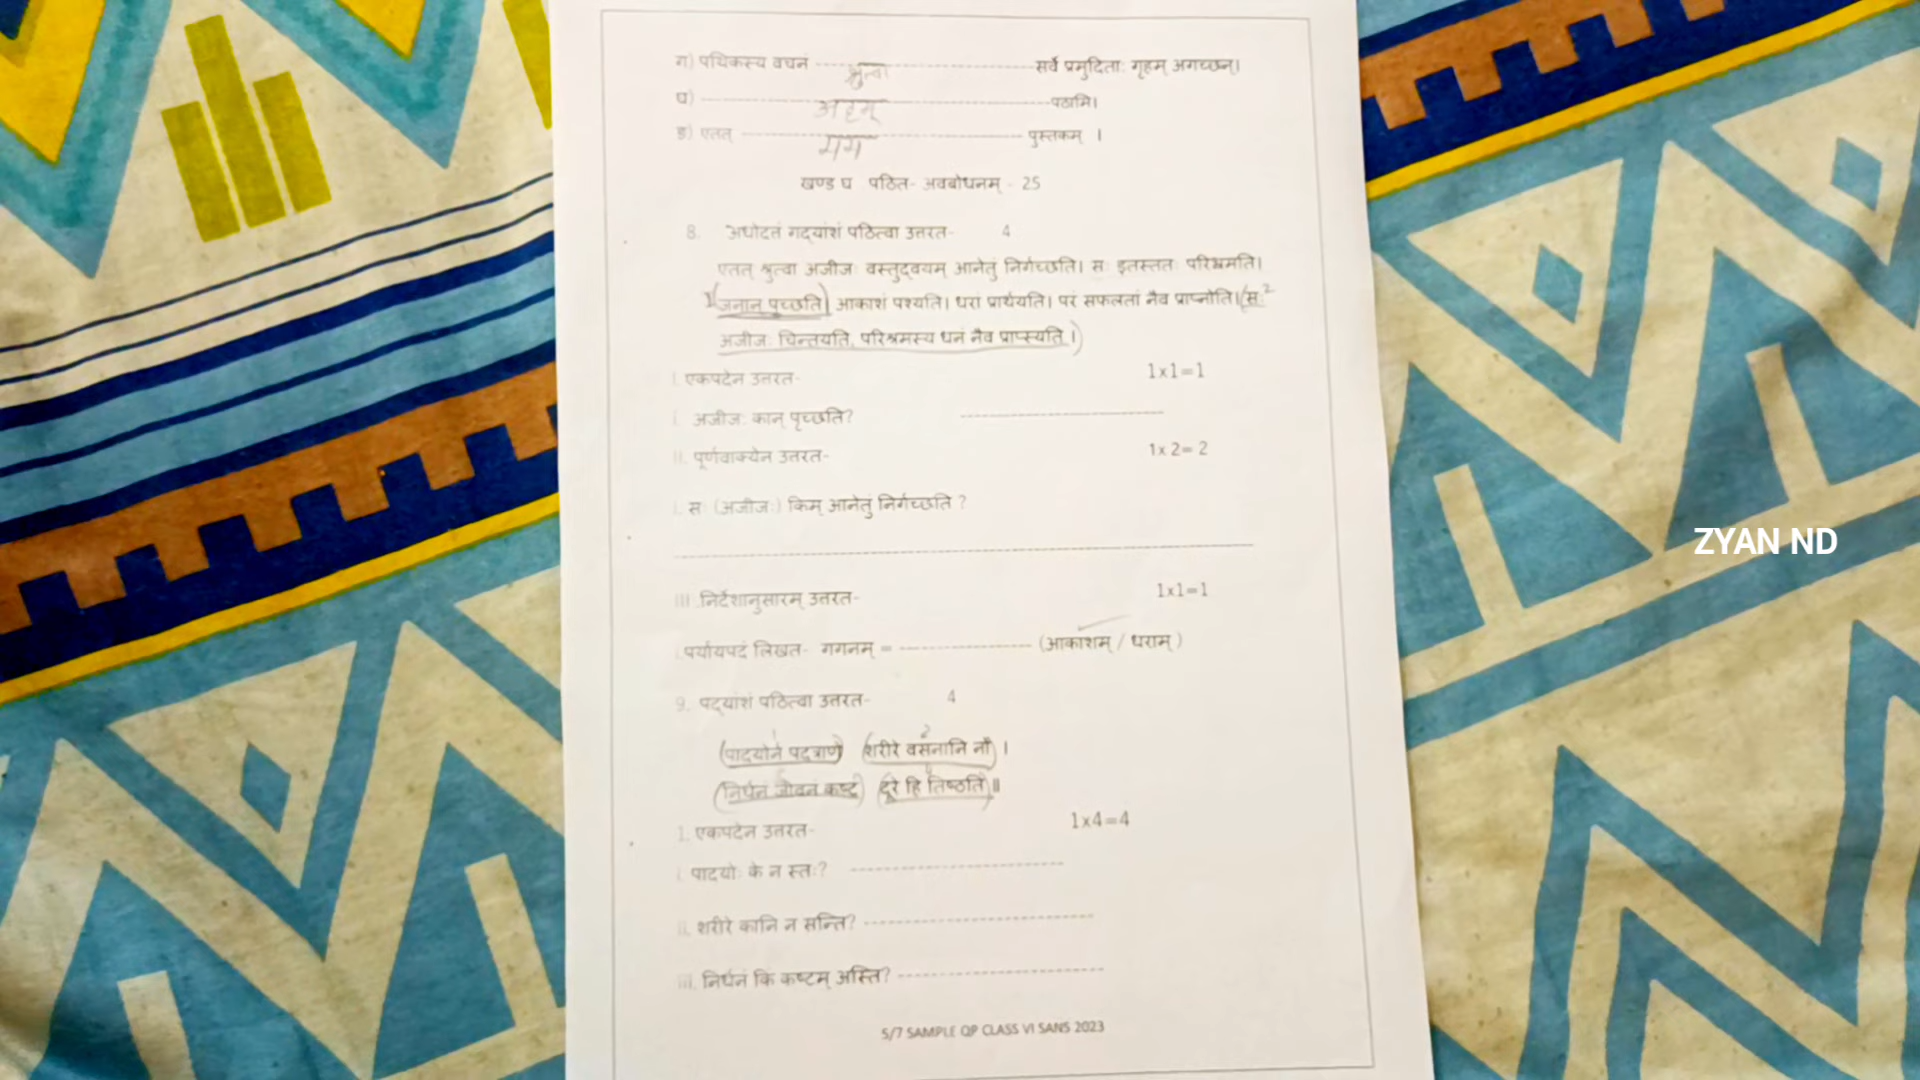 ग) पथिकस्य वचनं ---------- श्रुत्वा ---------- सर्वे प्रमुदिताः गृहम् अगच्छन्।
घ) ---------- अहम् ---------- पठामि।
ङ) एतत् ---------- मम ---------- पुस्तकम् ।
खण्ड घ पठित- अवबोधनम् - 25
8. अधोदत्तं गद्यांशं पठित्वा उत्तरत- 4
एतत् श्रुत्वा अजीजः वस्तुद्वयम् आनेतुं निर्गच्छति। सः इतस्ततः परिभ्रमति।
1(जनान् पृच्छति) आकाशं पश्यति। धरां प्रार्थयति। परं सफलतां नैव प्राप्नोति। (सः 2
अजीजः चिन्तयति, परिश्रमस्य धनं नैव प्राप्स्यति ।)
I. एकपदेन उत्तरत- 1x1=1
i. अजीजः कान् पृच्छति? ----------
II. पूर्णवाक्येन उत्तरत- 1x 2= 2
i. सः (अजीजः) किम् आनेतुं निर्गच्छति ?
----------
III .निर्देशानुसारम् उत्तरत- 1x1=1
i.पर्यायपदं लिखत- गगनम् = ---------- (आकाशम् / धराम् )
9. पद्यांशं पठित्वा उत्तरत- 4
(पादयोर्न पदत्राणे) (शरीरे वसनानि नो) ।
(निर्धनं जीवनं कष्टं) (दूरे हि तिष्ठति)॥
I. एकपदेन उत्तरत- 1x4=4
i. पादयोः के न स्तः? ----------
ii. शरीरे कानि न सन्ति? ----------
iii. निर्धनं किं कष्टम् अस्ति? ----------
5/7 SAMPLE QP CLASS VI SANS 2023
ZYAN ND